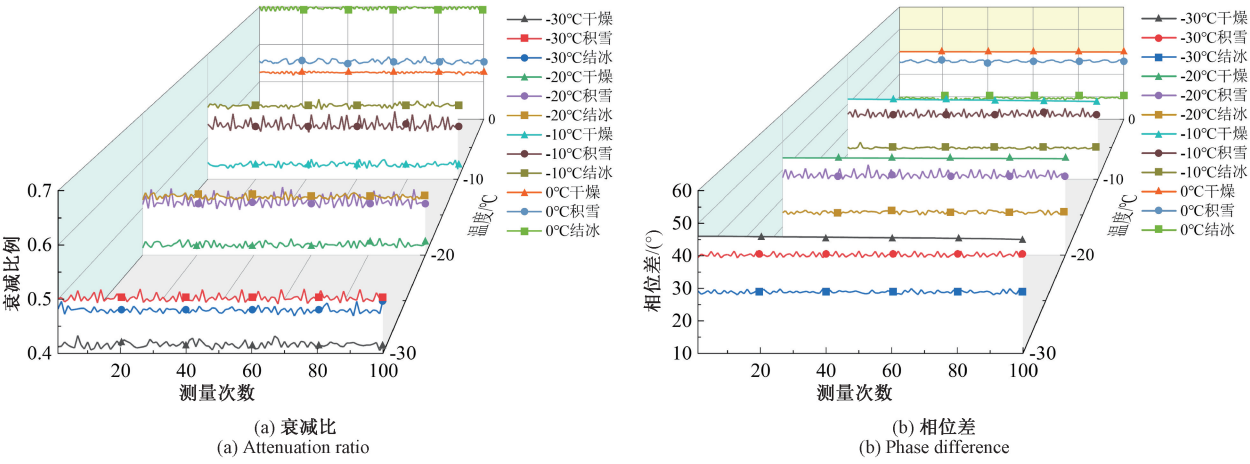 0.7
0.6
0.5
0.4
衰减比例
20
40
60
80
100
测量次数
0
-10
-20
-30
温度/℃
-30℃干燥
-30℃积雪
-30℃结冰
-20℃干燥
-20℃积雪
-20℃结冰
-10℃干燥
-10℃积雪
-10℃结冰
0℃干燥
0℃积雪
0℃结冰
(a) 衰减比
(a) Attenuation ratio
60
50
40
29
20
10
相位差/(°)
20
40
60
80
100
测量次数
0
-10
-20
-30
温度/℃
-30℃干燥
-30℃积雪
-30℃结冰
-20℃干燥
-20℃积雪
-20℃结冰
-10℃干燥
-10℃积雪
-10℃结冰
0℃干燥
0℃积雪
0℃结冰
(b) 相位差
(b) Phase difference